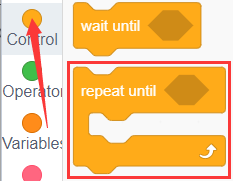 wait until
Control
repeat until
Operator
Variables